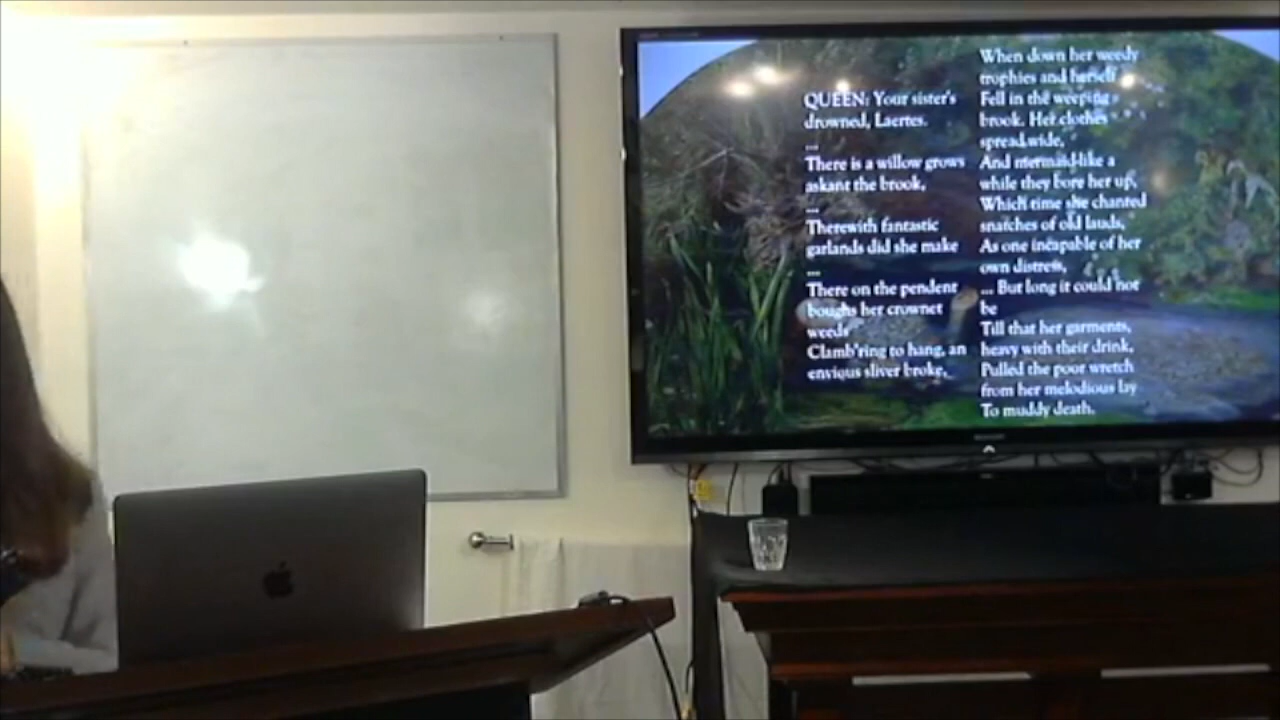 QUEEN: Your sister's
drowned, Laertes.
...
There is a willow grows
askant the brook,
...
Therewith fantastic
garlands did she make
...
There on the pendent
boughs her crownet
weeds
Clamb'ring to hang, an
envious sliver broke,
When down her weedy
trophies and herself
Fell in the weeping
brook. Her clothes
spread wide,
And mermaid-like a
while they bore her up,
Which time she chanted
snatches of old lauds,
As one incapable of her
own distress,
... But long it could not
be
Till that her garments,
heavy with their drink,
Pulled the poor wretch
from her melodious lay
To muddy death.